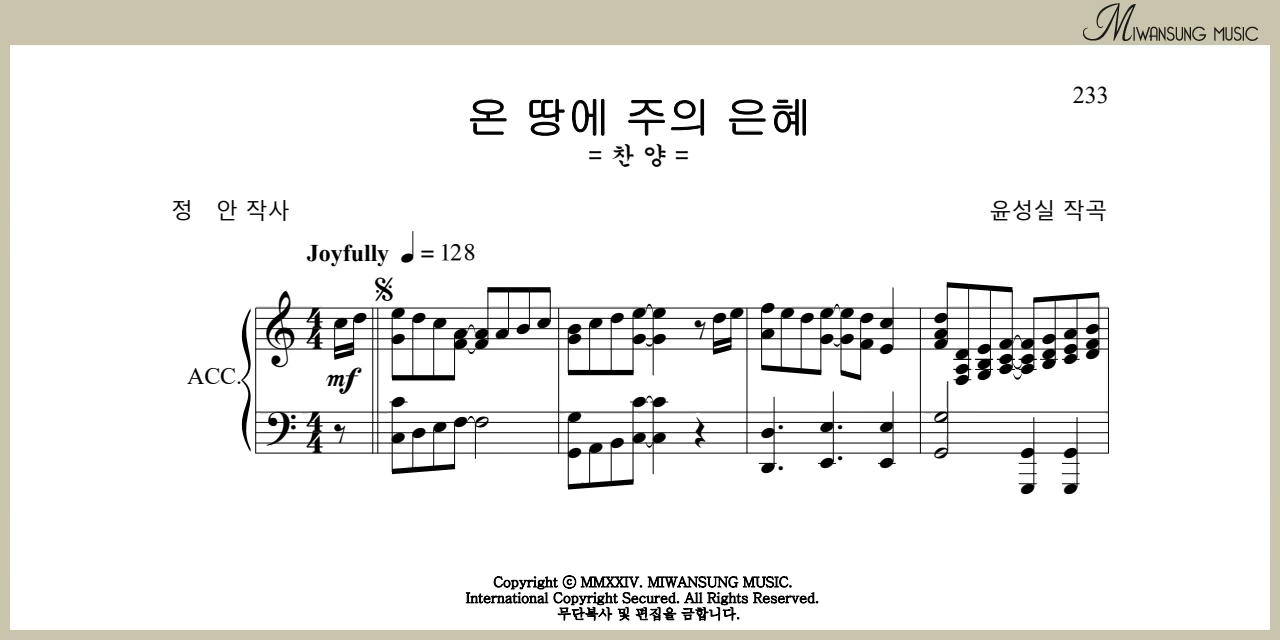 MIWANSUNG MUSIC
233
온 땅에 주의 은혜
= 찬 양 =
정 안 작사
윤성실 작곡
Joyfully ♩ = 128
ACC.
mf
Copyright ⓒ MMXXIV. MIWANSUNG MUSIC.
International Copyright Secured. All Rights Reserved.
무단복사 및 편집을 금합니다.